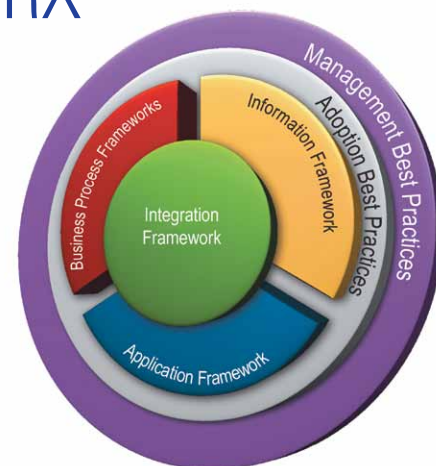 Management Best Practices
Adoption Best Practices
Business Process Frameworks
Information Framework
Integration
Framework
Application Framework